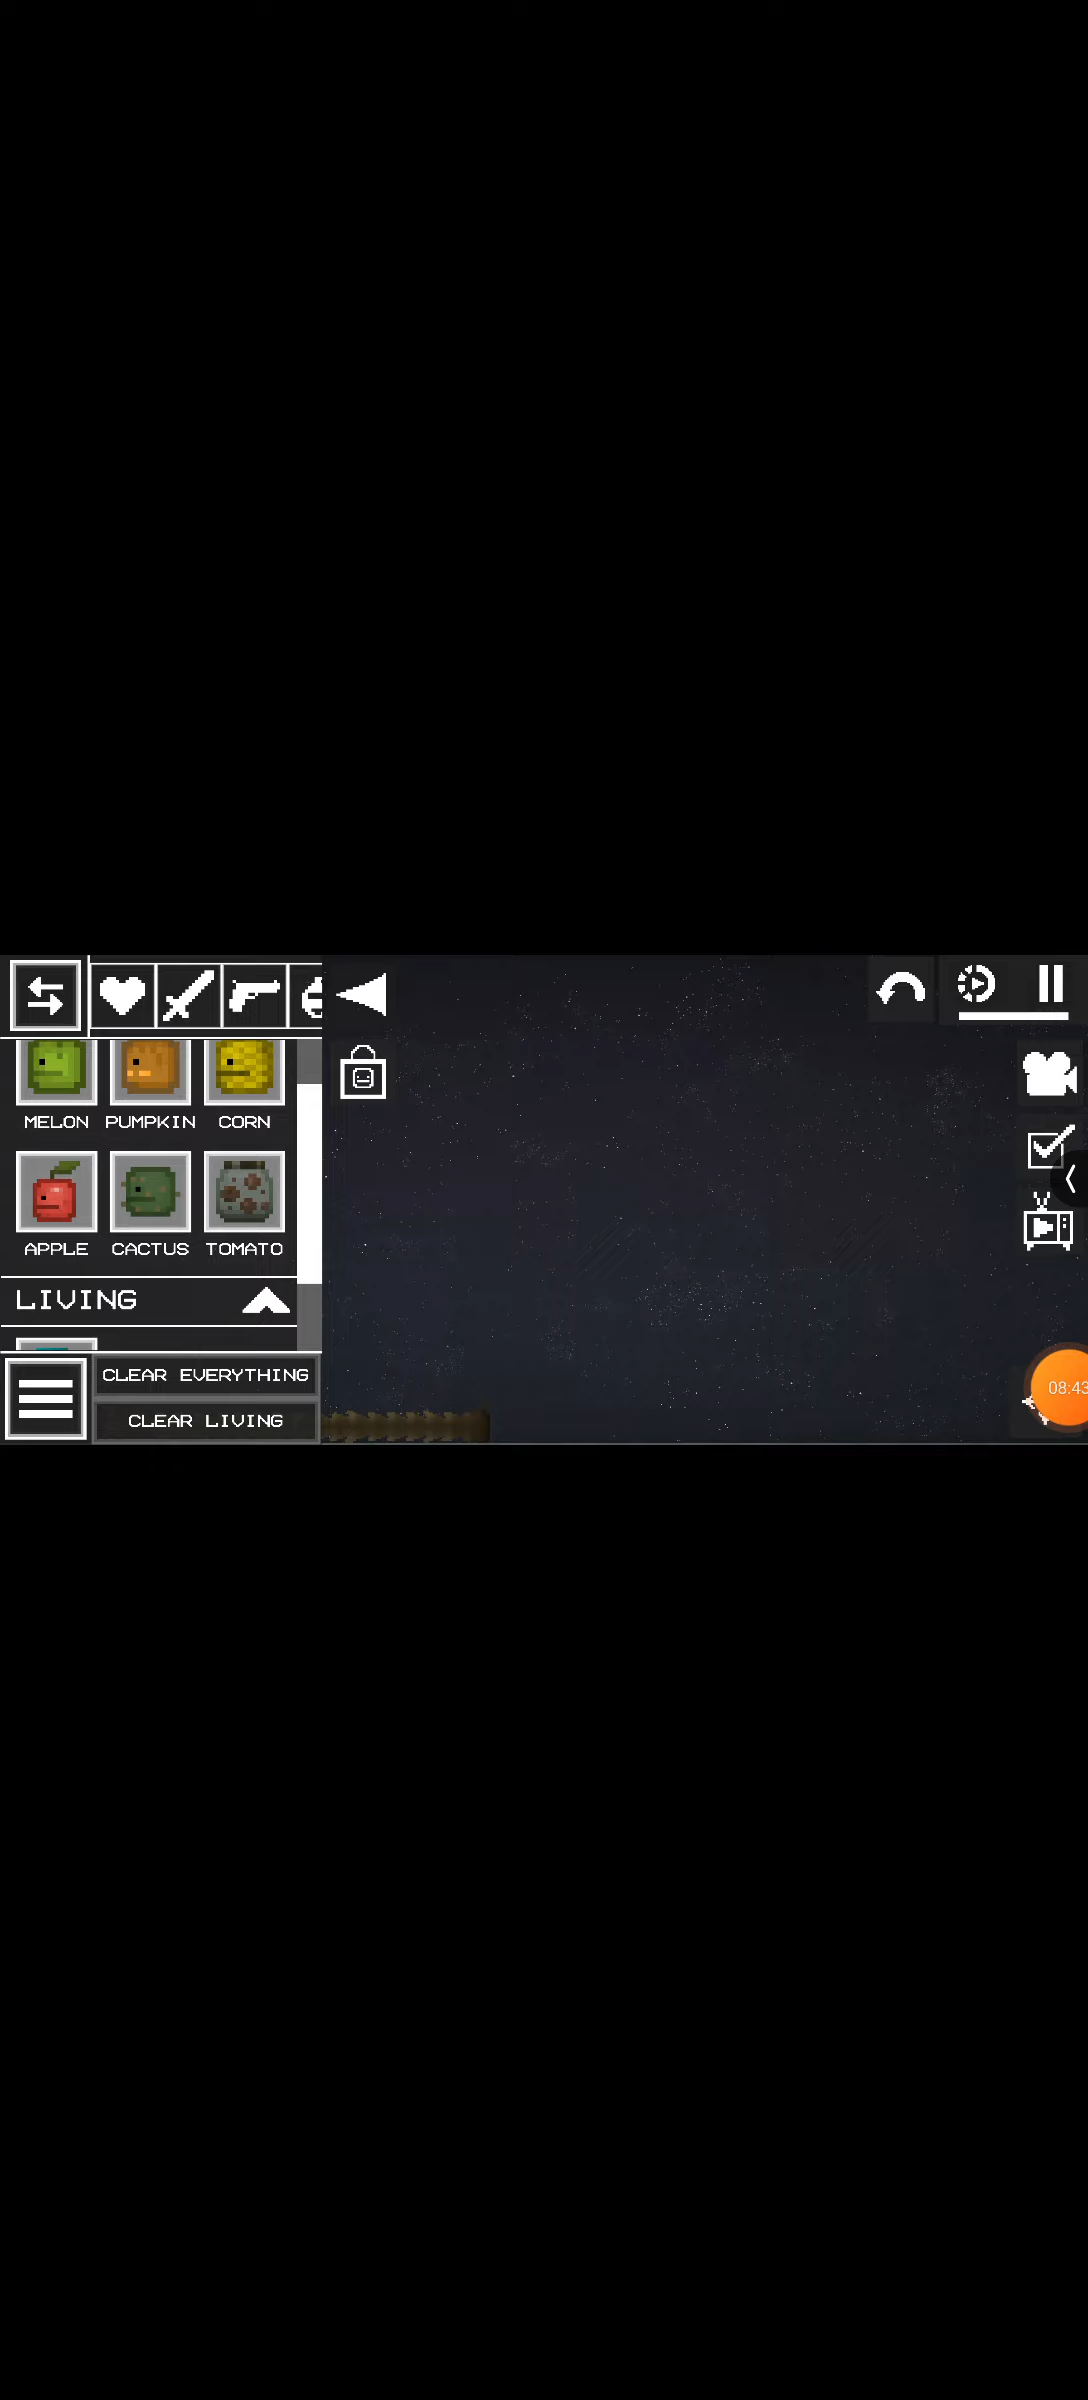 MELON PUMPKIN CORN
APPLE CACTUS TOMATO
LIVING
CLEAR EVERYTHING
CLEAR LIVING
08:43